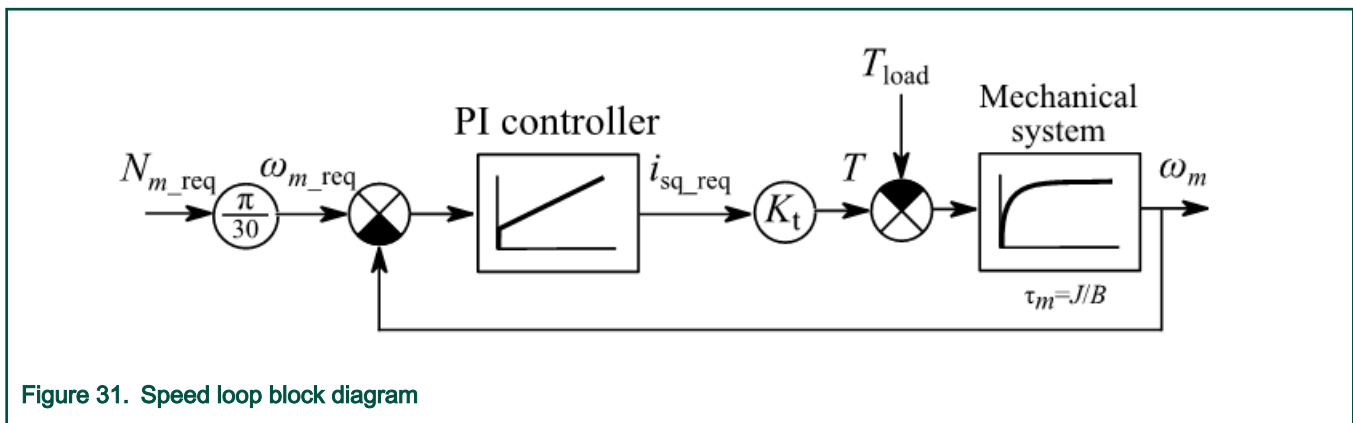 T_load
Mechanical
system
PI controller
N_m_req
ω_m_req
π
30
i_sq_req
K_t
T
ω_m
τ_m=J/B
Figure 31. Speed loop block diagram